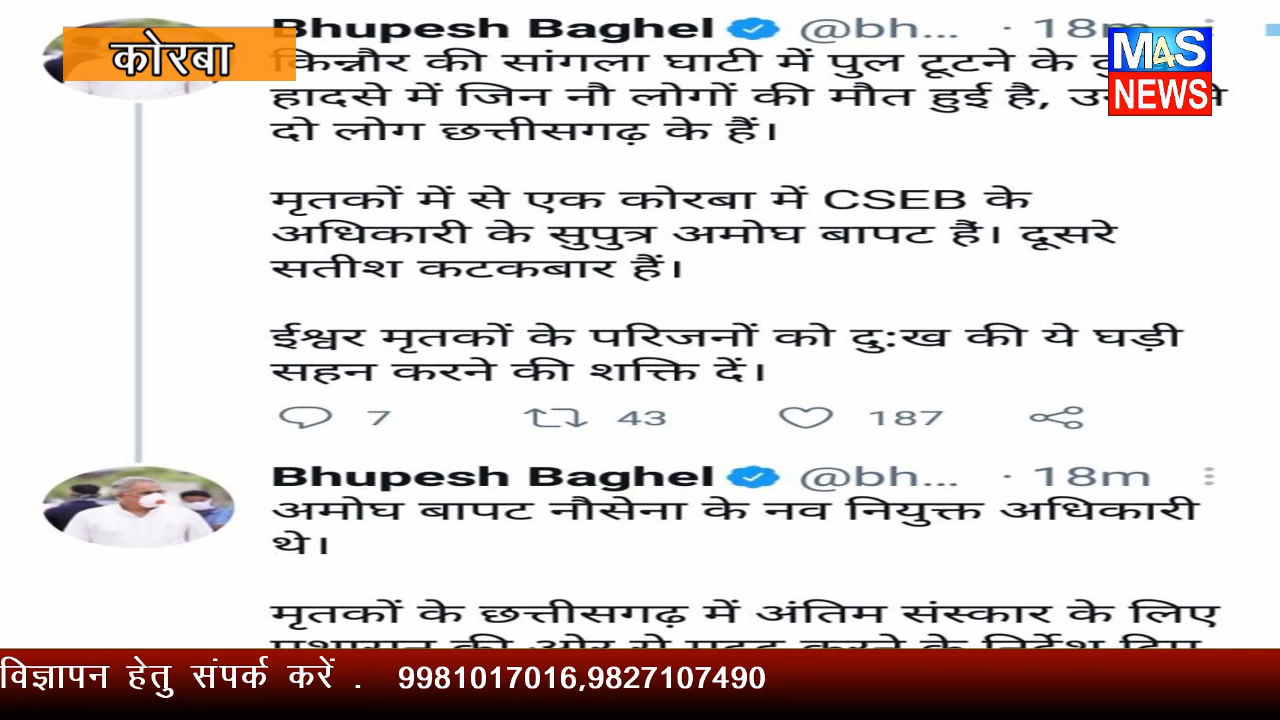 कोरबा
Bhupesh Baghel @bh... · 18m
M4S
NEWS
किन्नौर की सांगला घाटी में पुल टूटने के
हादसे में जिन नौ लोगों की मौत हुई है,
दो लोग छत्तीसगढ़ के हैं।
मृतकों में से एक कोरबा में CSEB के
अधिकारी के सुपुत्र अमोघ बापट हैं। दूसरे
सतीश कटकबार हैं।
ईश्वर मृतकों के परिजनों को दु:ख की ये घड़ी
सहन करने की शक्ति दें।
7 43 187
Bhupesh Baghel @bh... · 18m
अमोघ बापट नौसेना के नव नियुक्त अधिकारी
थे।
मृतकों के छत्तीसगढ़ में अंतिम संस्कार के लिए
विज्ञापन हेतु संपर्क करें . 9981017016,9827107490